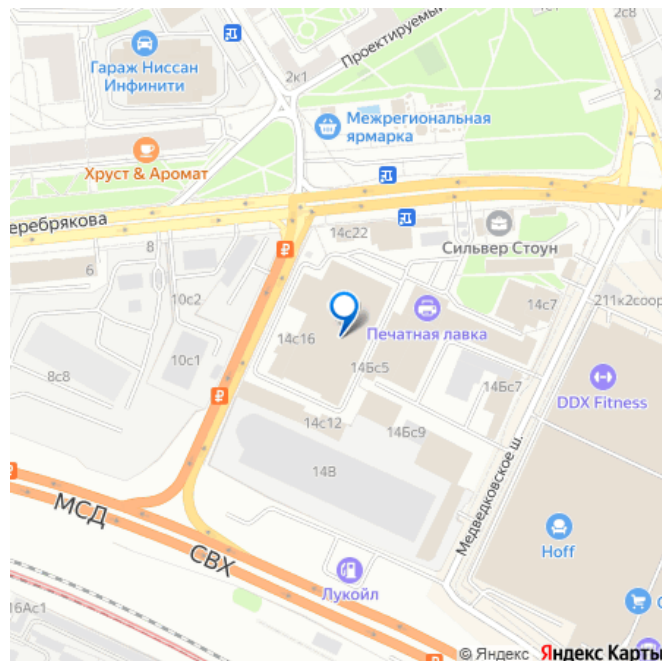 2с8
Проектируемый
Гараж Ниссан
Инфинити
2к1
Межрегиональная
ярмарка
Хруст & Аромат
еребрякова
8
14с22
Сильвер Стоун
6
10с2
14с7
211к2соор
14с16
Печатная лавка
10с1
14Бс5
8с8
14Бс7
DDX Fitness
14с12
14Бс9
14В
Медведковское ш.
МСД
СВХ
Hoff
Лукойл
16Ас1
© Яндекс Яндекс Карты